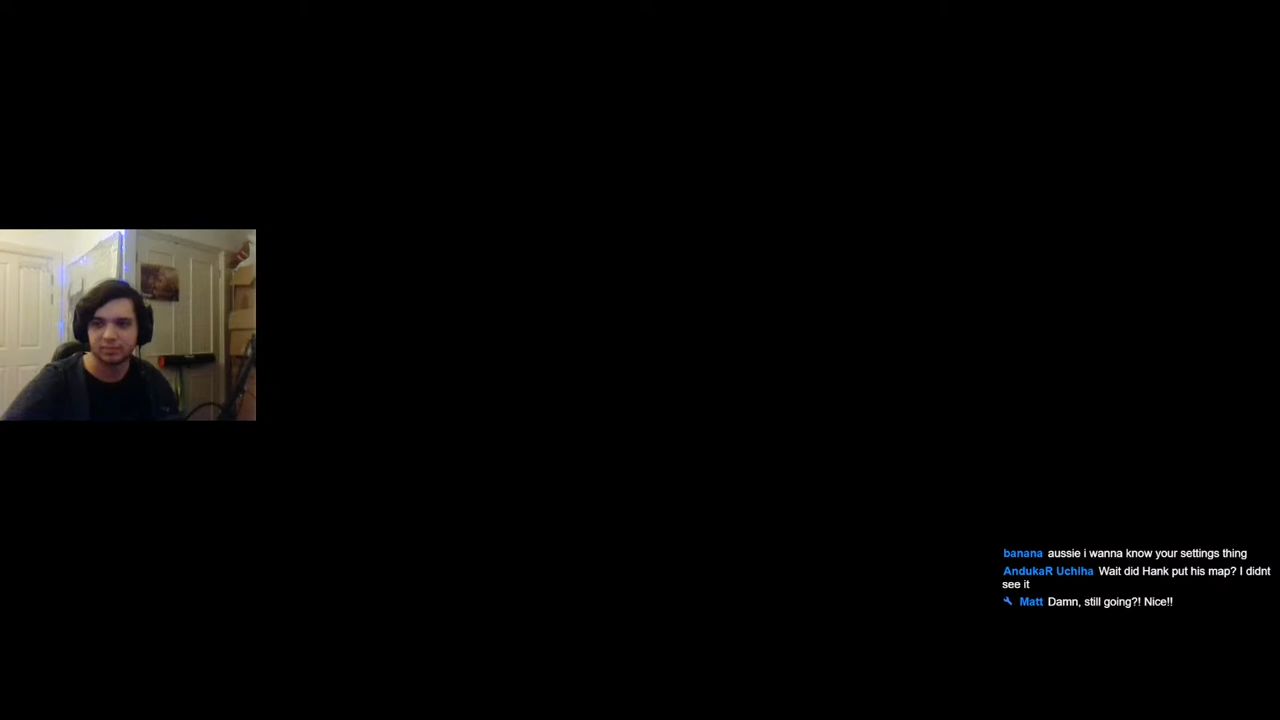 banana aussie i wanna know your settings thing
AndukaR Uchiha Wait did Hank put his map? I didnt
see it
Matt Damn, still going?! Nice!!